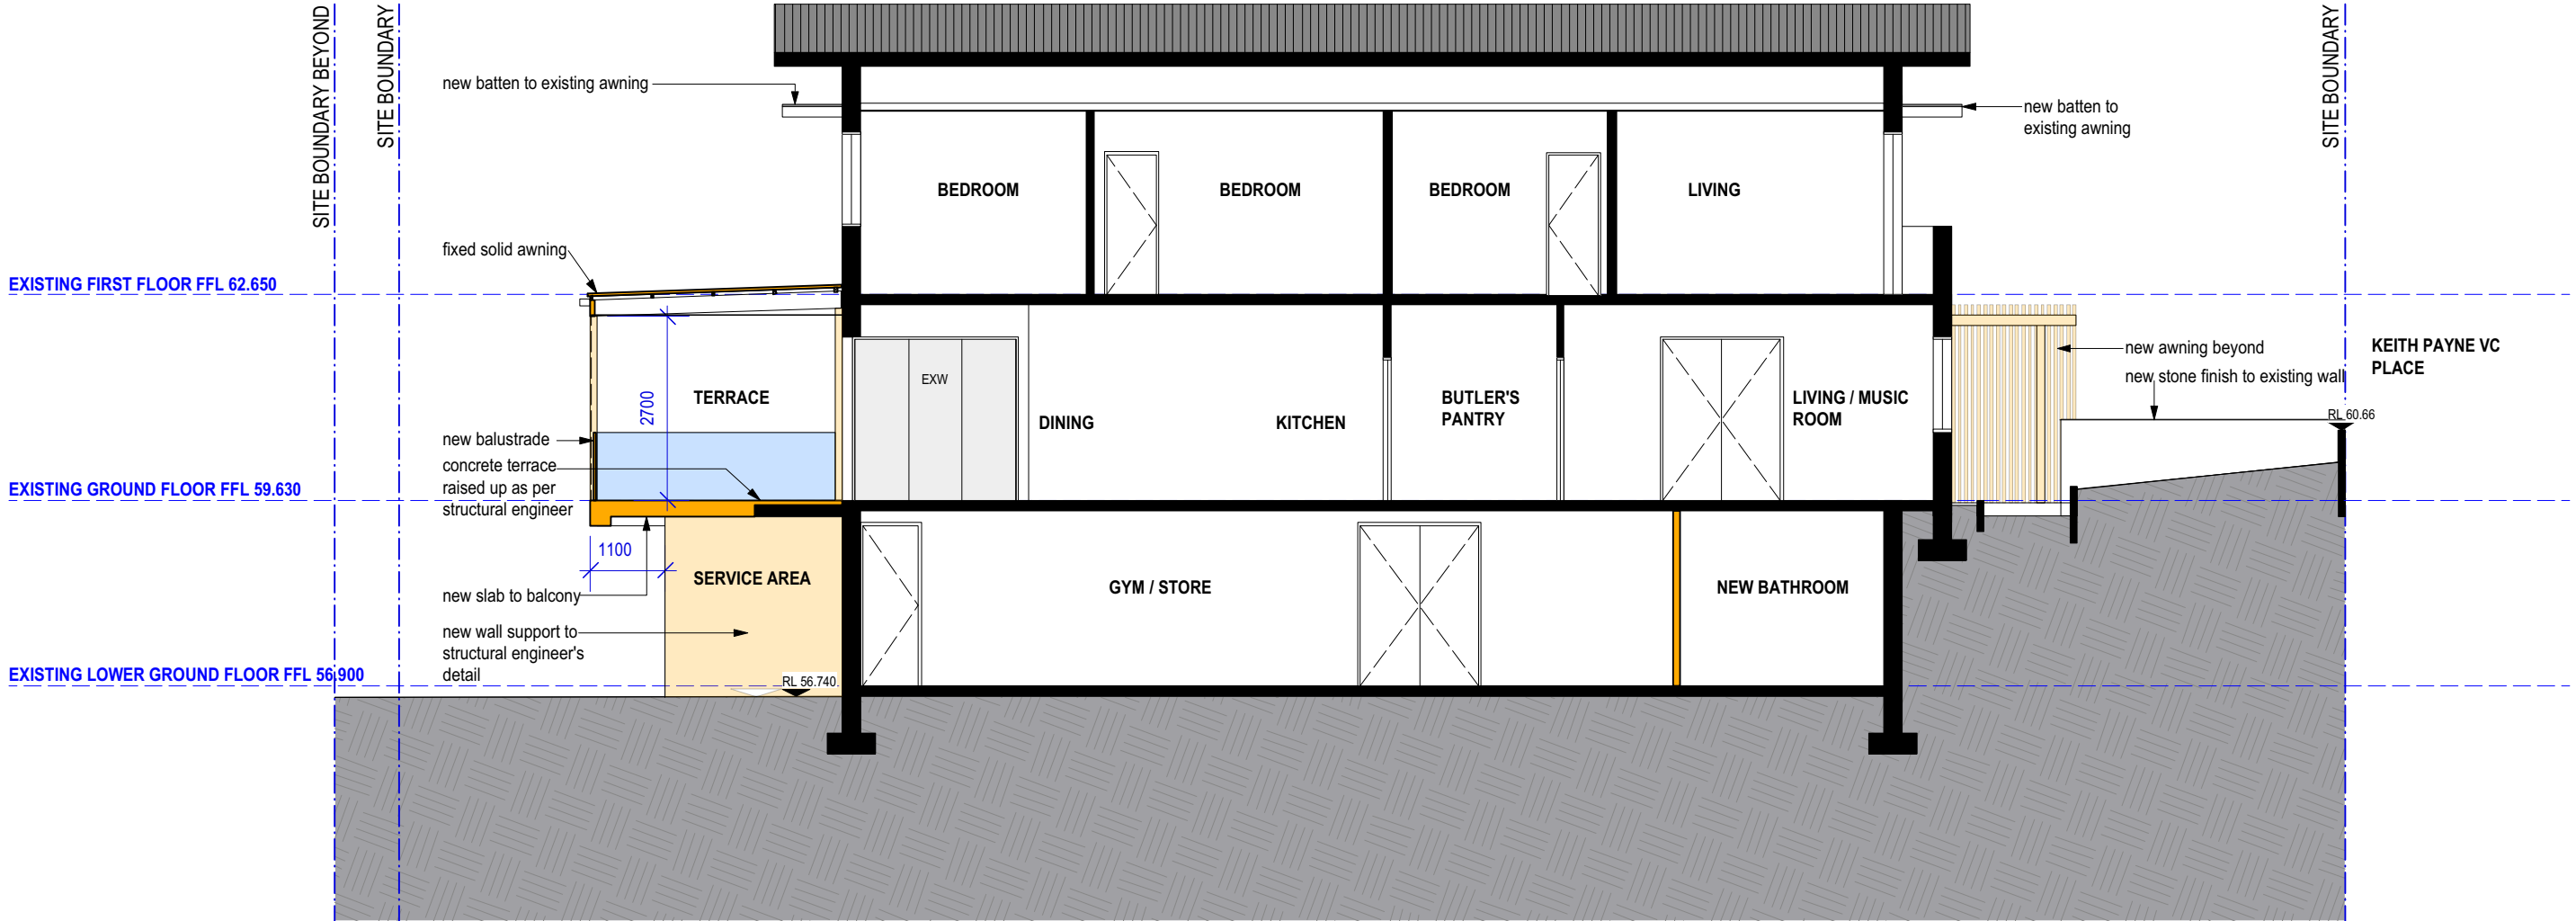 SITE BOUNDARY BEYOND
SITE BOUNDARY
SITE BOUNDARY
new batten to existing awning
new batten to
existing awning
BEDROOM
BEDROOM
BEDROOM
LIVING
fixed solid awning
EXISTING FIRST FLOOR FFL 62.650
new awning beyond
new stone finish to existing wall
KEITH PAYNE VC
PLACE
RL 60.66
EXW
TERRACE
2700
DINING
KITCHEN
BUTLER'S
PANTRY
LIVING / MUSIC
ROOM
new balustrade
concrete terrace
raised up as per
structural engineer
EXISTING GROUND FLOOR FFL 59.630
1100
SERVICE AREA
GYM / STORE
NEW BATHROOM
new slab to balcony
new wall support to
structural engineer's
detail
EXISTING LOWER GROUND FLOOR FFL 56.900
RL 56.740